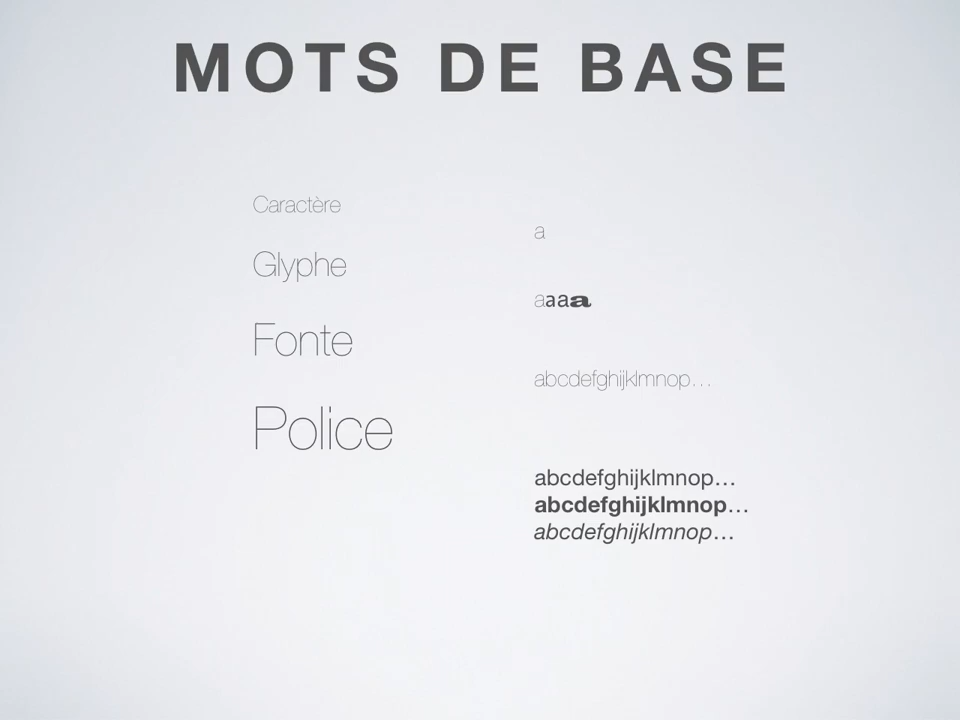 MOTS DE BASE
Caractère
a
Glyphe
aaaa
Fonte
abcdefghijklmnop…
Police
abcdefghijklmnop…
abcdefghijklmnop…
abcdefghijklmnop…